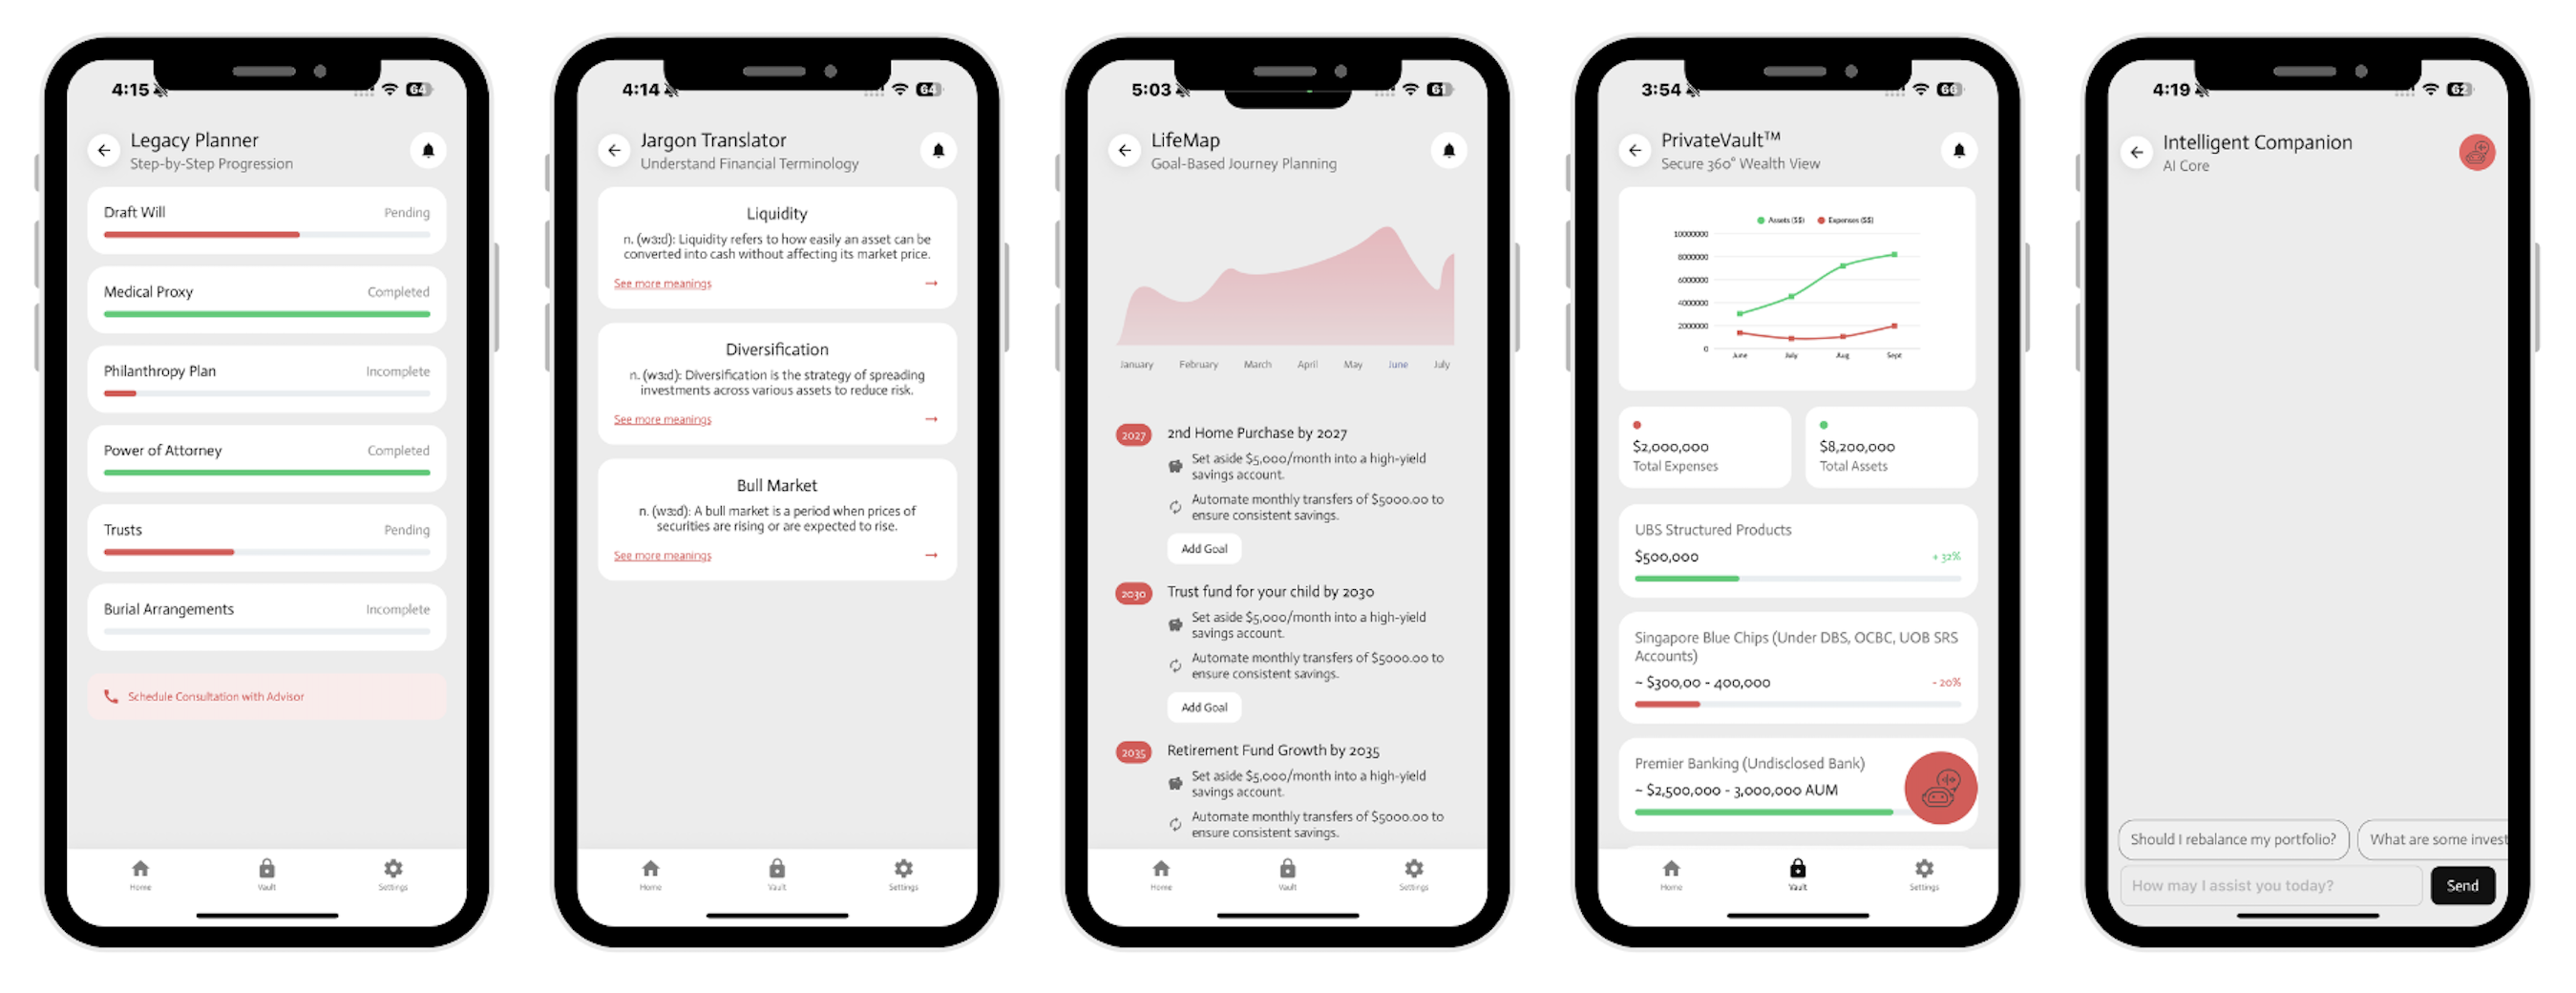 4:15
64
Legacy Planner
Step-by-Step Progression
Draft Will
Pending
Medical Proxy
Completed
Philanthropy Plan
Incomplete
Power of Attorney
Completed
Trusts
Pending
Burial Arrangements
Incomplete
Schedule Consultation with Advisor
Home
Vault
Settings
4:14
64
Jargon Translator
Understand Financial Terminology
Liquidity
n. (wɜːd): Liquidity refers to how easily an asset can be
converted into cash without affecting its market price.
See more meanings
Diversification
n. (wɜːd): Diversification is the strategy of spreading
investments across various assets to reduce risk.
See more meanings
Bull Market
n. (wɜːd): A bull market is a period when prices of
securities are rising or are expected to rise.
See more meanings
Home
Vault
Settings
5:03
61
LifeMap
Goal-Based Journey Planning
January February March April May June July
2027
2nd Home Purchase by 2027
Set aside $5,000/month into a high-yield
savings account.
Automate monthly transfers of $5000.00 to
ensure consistent savings.
Add Goal
2030
Trust fund for your child by 2030
Set aside $5,000/month into a high-yield
savings account.
Automate monthly transfers of $5000.00 to
ensure consistent savings.
Add Goal
2035
Retirement Fund Growth by 2035
Set aside $5,000/month into a high-yield
savings account.
Automate monthly transfers of $5000.00 to
ensure consistent savings.
Home
Vault
Settings
3:54
66
PrivateVault™
Secure 360° Wealth View
Assets (S$) Expenses (S$)
10000000
8000000
6000000
4000000
2000000
0
June July Aug Sept
$2,000,000
Total Expenses
$8,200,000
Total Assets
UBS Structured Products
$500,000
+ 32%
Singapore Blue Chips (Under DBS, OCBC, UOB SRS
Accounts)
~ $300,00 - 400,000
- 20%
Premier Banking (Undisclosed Bank)
~ $2,500,000 - 3,000,000 AUM
Home
Vault
Settings
4:19
62
Intelligent Companion
AI Core
Should I rebalance my portfolio?
What are some invest
How may I assist you today?
Send